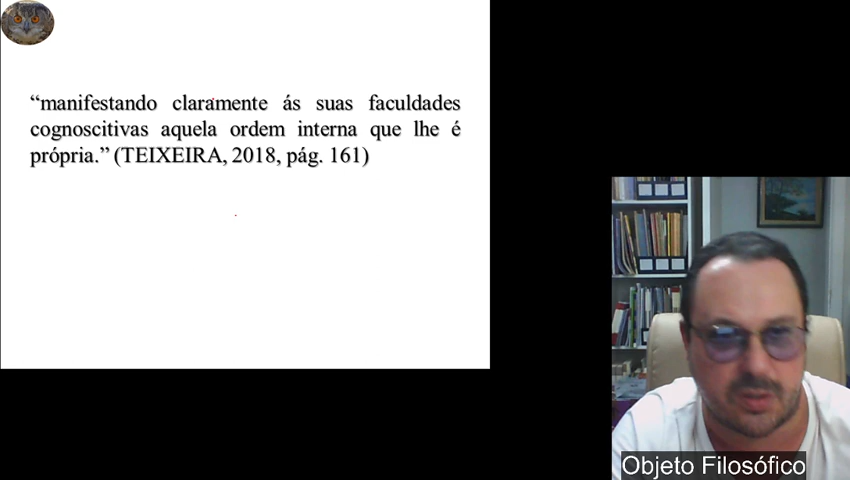 “manifestando claramente ás suas faculdades
cognoscitivas aquela ordem interna que lhe é
própria.” (TEIXEIRA, 2018, pág. 161)
Objeto Filosófico